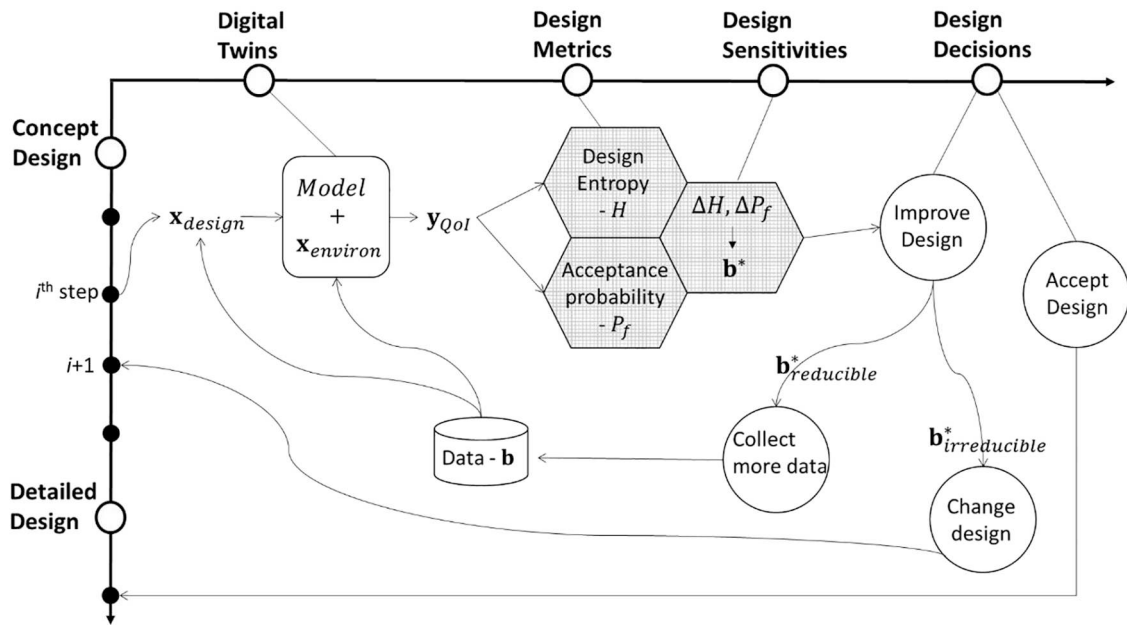 Digital
Twins
Design
Metrics
Design
Sensitivities
Design
Decisions
Concept
Design
i^th step
i+1
Detailed
Design
x_design
Model
+
x_environ
y_QoI
Design
Entropy
- H
Acceptance
probability
- P_f
ΔH, ΔP_f
b*
Improve
Design
Accept
Design
b*_reducible
b*_irreducible
Collect
more data
Data - b
Change
design